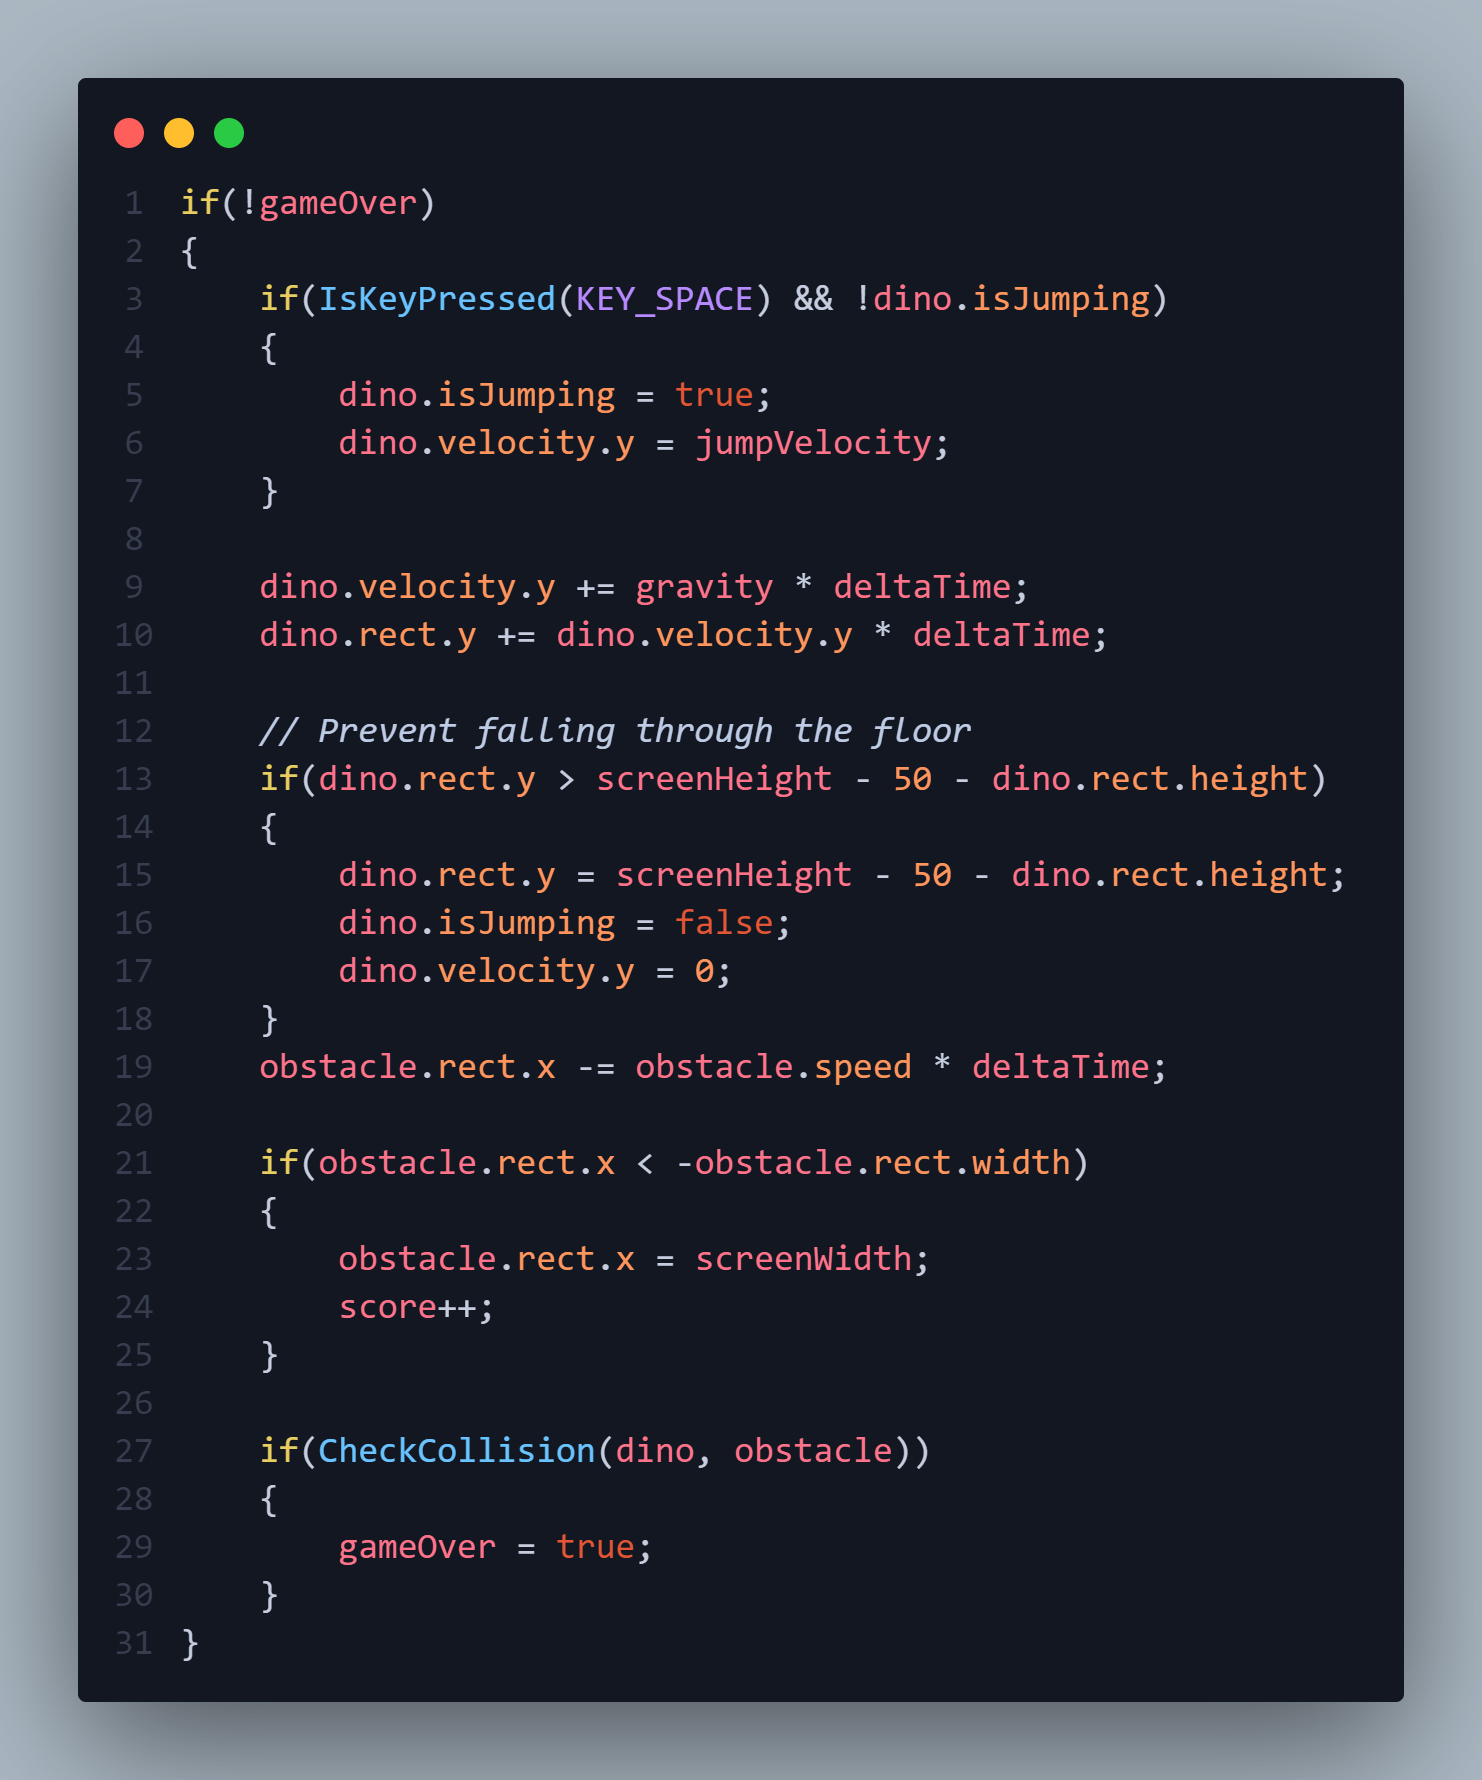 1 if(!gameOver)
2 {
3     if(IsKeyPressed(KEY_SPACE) && !dino.isJumping)
4     {
5         dino.isJumping = true;
6         dino.velocity.y = jumpVelocity;
7     }
8
9     dino.velocity.y += gravity * deltaTime;
10     dino.rect.y += dino.velocity.y * deltaTime;
11
12     // Prevent falling through the floor
13     if(dino.rect.y > screenHeight - 50 - dino.rect.height)
14     {
15         dino.rect.y = screenHeight - 50 - dino.rect.height;
16         dino.isJumping = false;
17         dino.velocity.y = 0;
18     }
19     obstacle.rect.x -= obstacle.speed * deltaTime;
20
21     if(obstacle.rect.x < -obstacle.rect.width)
22     {
23         obstacle.rect.x = screenWidth;
24         score++;
25     }
26
27     if(CheckCollision(dino, obstacle))
28     {
29         gameOver = true;
30     }
31 }